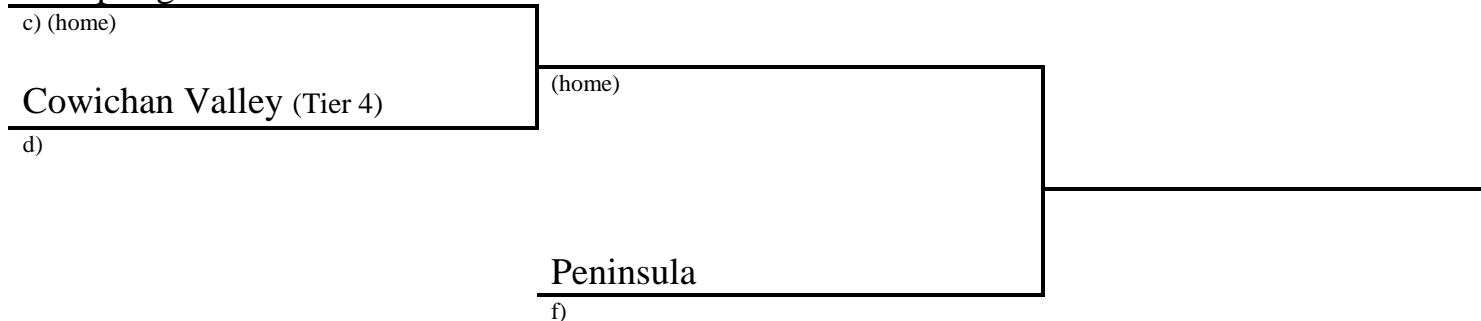 c) (home)
Cowichan Valley (Tier 4)
(home)
d)
Peninsula
f)